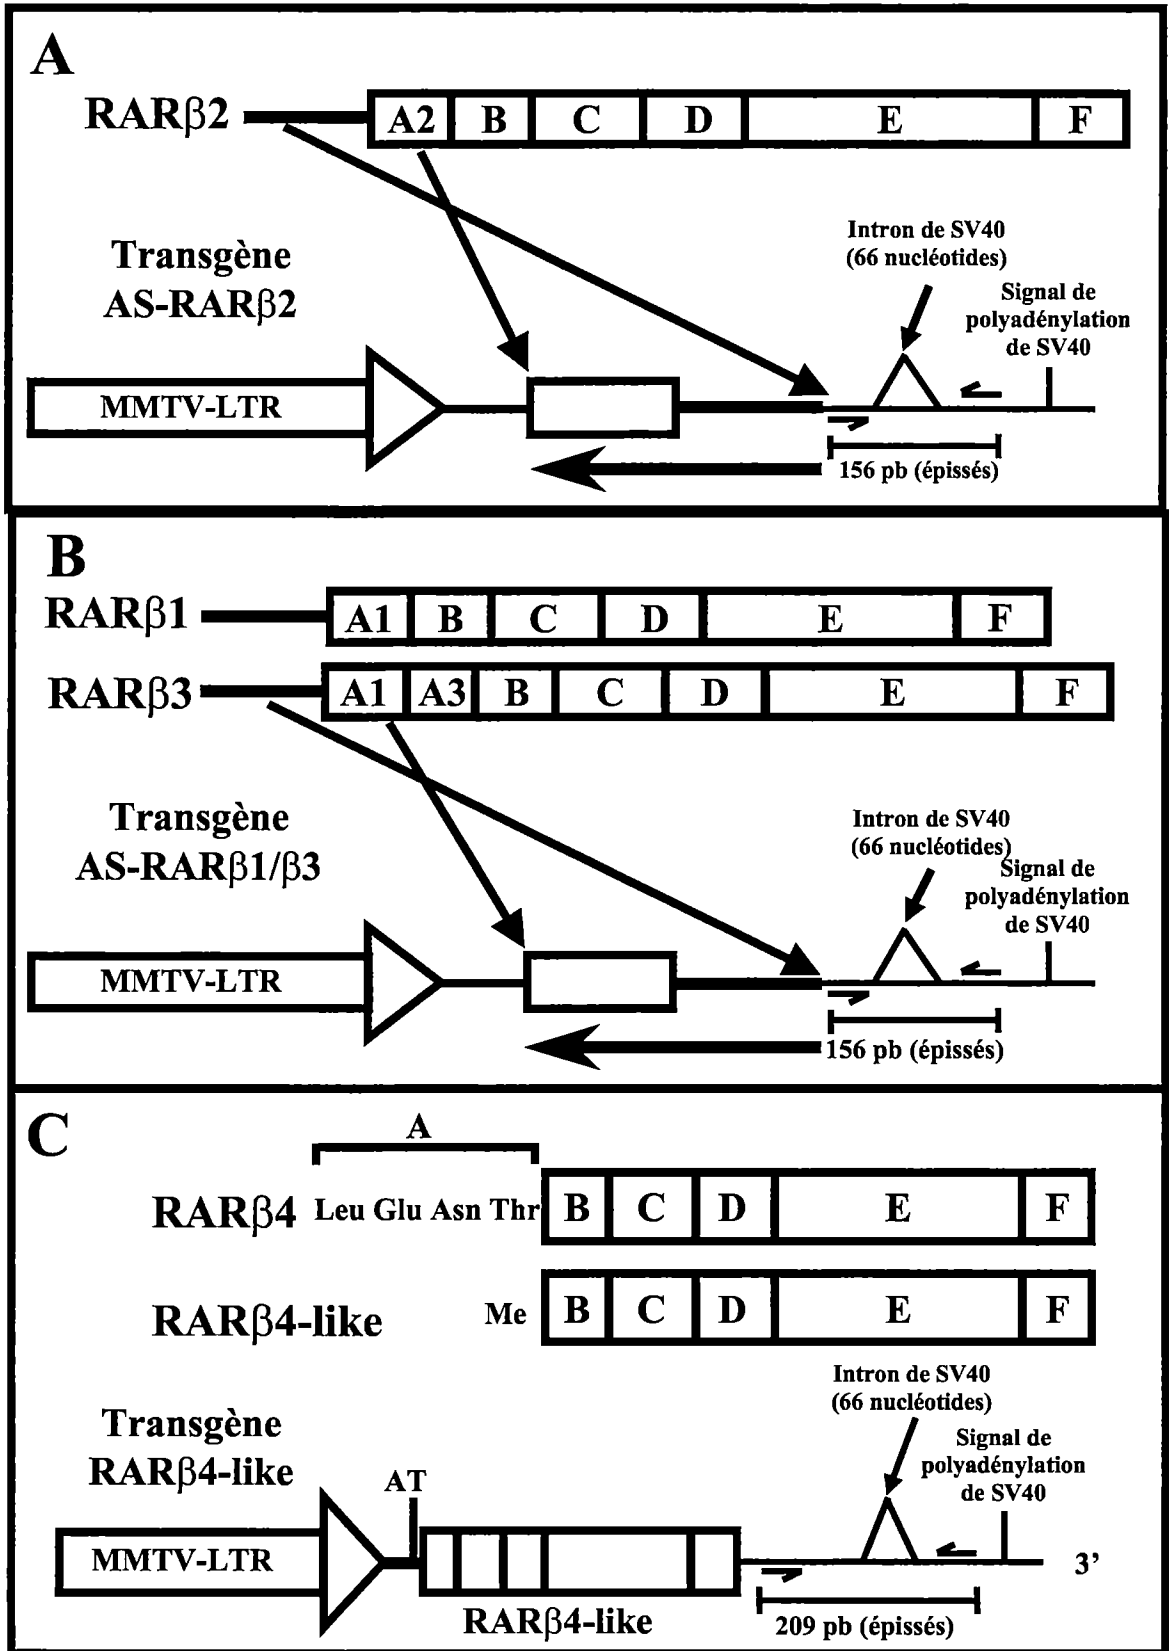 A
RARβ2
A2 B C D E F
Intron de SV40
(66 nucléotides)
Transgène
AS-RARβ2
Signal de
polyadénylation
de SV40
MMTV-LTR
156 pb (épissés)
B
RARβ1
A1 B C D E F
RARβ3
A1 A3 B C D E F
Transgène
AS-RARβ1/β3
Intron de SV40
(66 nucléotides)
Signal de
polyadénylation
de SV40
MMTV-LTR
156 pb (épissés)
C
A
RARβ4 Leu Glu Asn Thr B C D E F
RARβ4-like Me B C D E F
Intron de SV40
(66 nucléotides)
Transgène
RARβ4-like
Signal de
polyadénylation
de SV40
AT
MMTV-LTR
3’
RARβ4-like
209 pb (épissés)